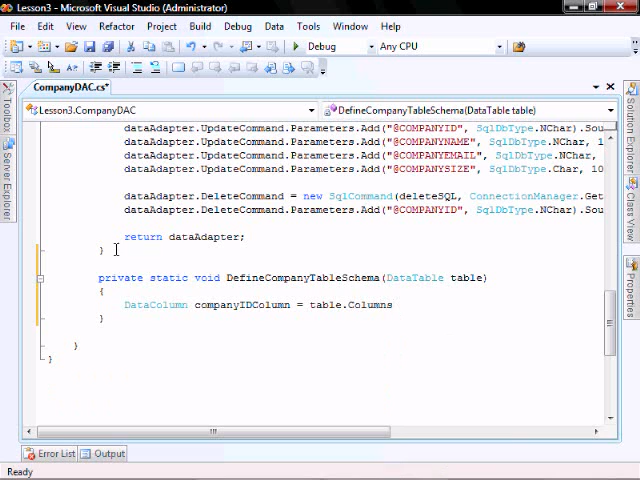 Lesson3 - Microsoft Visual Studio (Administrator)
File Edit View Refactor Project Build Debug Data Tools Window Help
Debug Any CPU
CompanyDAC.cs*
Lesson3.CompanyDAC DefineCompanyTableSchema(DataTable table)
dataAdapter.UpdateCommand.Parameters.Add("@COMPANYID", SqlDbType.NChar).Sou
dataAdapter.UpdateCommand.Parameters.Add("@COMPANYNAME", SqlDbType.NChar, 1
dataAdapter.UpdateCommand.Parameters.Add("@COMPANYEMAIL", SqlDbType.NChar,
dataAdapter.UpdateCommand.Parameters.Add("@COMPANYSIZE", SqlDbType.Char, 10
dataAdapter.DeleteCommand = new SqlCommand(deleteSQL, ConnectionManager.Get
dataAdapter.DeleteCommand.Parameters.Add("@COMPANYID", SqlDbType.NChar).Sou
return dataAdapter;
}
private static void DefineCompanyTableSchema(DataTable table)
{
DataColumn companyIDColumn = table.Columns
}
}
}
Toolbox
Server Explorer
Solution Explorer
Class View
Properties
Error List Output
Ready